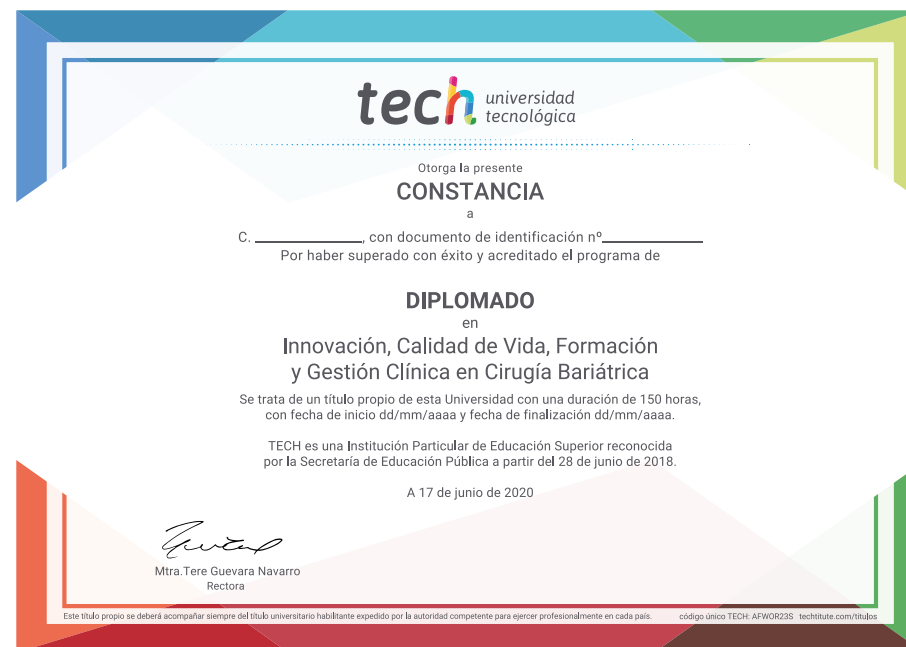 tech universidad
tecnológica
Otorga la presente
CONSTANCIA
a
C. ____________, con documento de identificación nº____________
Por haber superado con éxito y acreditado el programa de
DIPLOMADO
en
Innovación, Calidad de Vida, Formación
y Gestión Clínica en Cirugía Bariátrica
Se trata de un título propio de esta Universidad con una duración de 150 horas,
con fecha de inicio dd/mm/aaaa y fecha de finalización dd/mm/aaaa.
TECH es una Institución Particular de Educación Superior reconocida
por la Secretaría de Educación Pública a partir del 28 de junio de 2018.
A 17 de junio de 2020
Mtra.Tere Guevara Navarro
Rectora
Este título propio se deberá acompañar siempre del título universitario habilitante expedido por la autoridad competente para ejercer profesionalmente en cada país. código único TECH: AFWOR23S techtitute.com/titulos